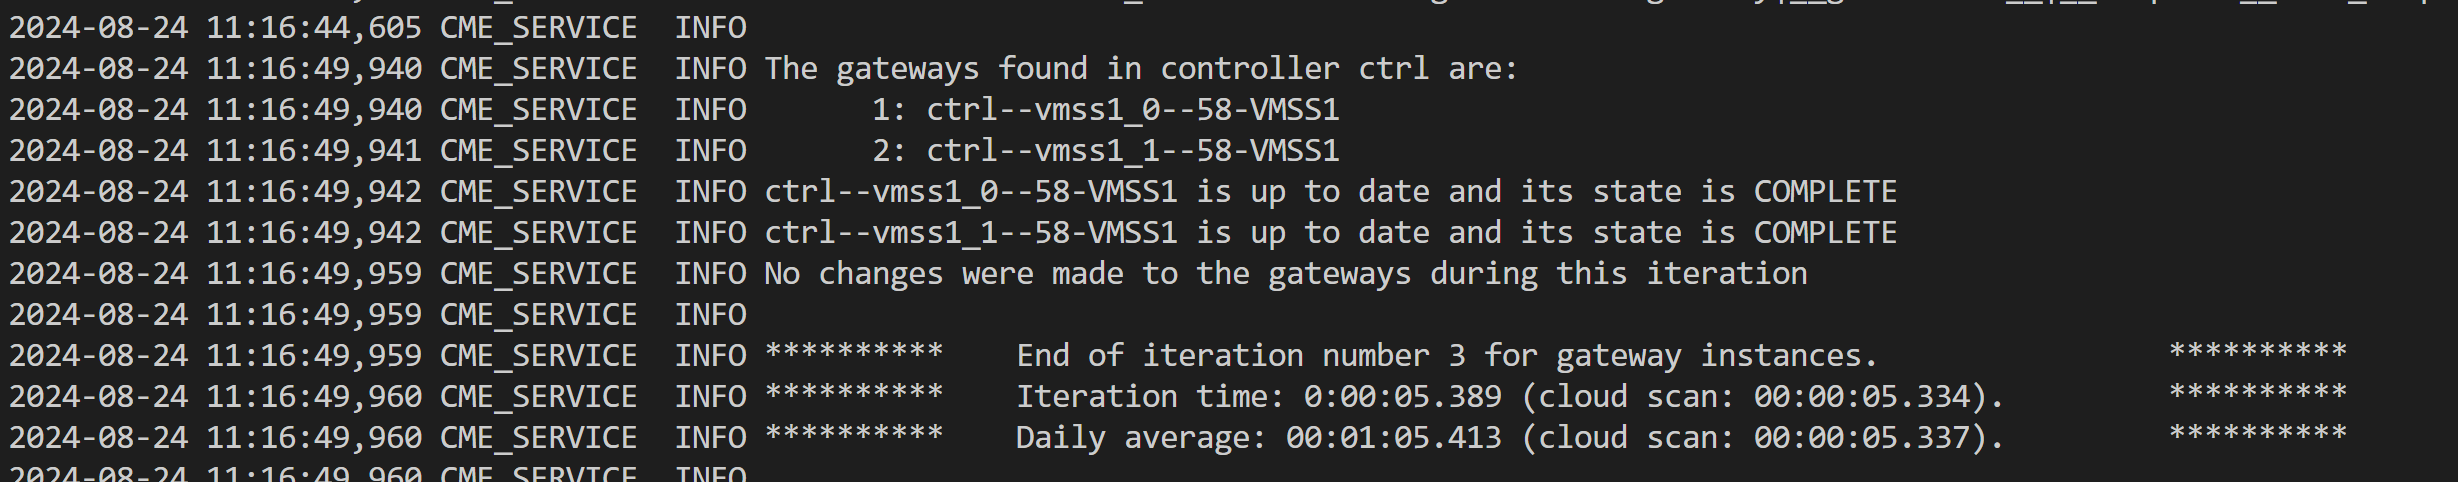 2024-08-24 11:16:44,605 CME_SERVICE  INFO
2024-08-24 11:16:49,940 CME_SERVICE  INFO The gateways found in controller ctrl are:
2024-08-24 11:16:49,940 CME_SERVICE  INFO       1: ctrl--vmss1_0--58-VMSS1
2024-08-24 11:16:49,941 CME_SERVICE  INFO       2: ctrl--vmss1_1--58-VMSS1
2024-08-24 11:16:49,942 CME_SERVICE  INFO ctrl--vmss1_0--58-VMSS1 is up to date and its state is COMPLETE
2024-08-24 11:16:49,942 CME_SERVICE  INFO ctrl--vmss1_1--58-VMSS1 is up to date and its state is COMPLETE
2024-08-24 11:16:49,959 CME_SERVICE  INFO No changes were made to the gateways during this iteration
2024-08-24 11:16:49,959 CME_SERVICE  INFO
2024-08-24 11:16:49,959 CME_SERVICE  INFO **********    End of iteration number 3 for gateway instances.                **********
2024-08-24 11:16:49,960 CME_SERVICE  INFO **********    Iteration time: 0:00:05.389 (cloud scan: 00:00:05.334).         **********
2024-08-24 11:16:49,960 CME_SERVICE  INFO **********    Daily average: 00:01:05.413 (cloud scan: 00:00:05.337).         **********
2024-08-24 11:16:49,960 CME_SERVICE  INFO